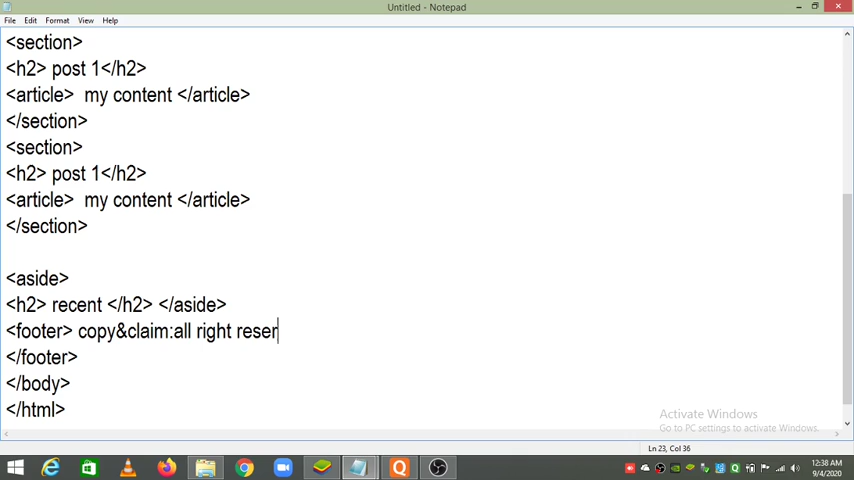 Untitled - Notepad
File Edit Format View Help
<section>
<h2> post 1</h2>
<article>  my content </article>
</section>
<section>
<h2> post 1</h2>
<article>  my content </article>
</section>
<aside>
<h2> recent </h2> </aside>
<footer> copy&claim:all right reser
</footer>
</body>
</html>
Activate Windows
Go to PC settings to activate Windows.
Ln 23, Col 36
12:38 AM
9/4/2020